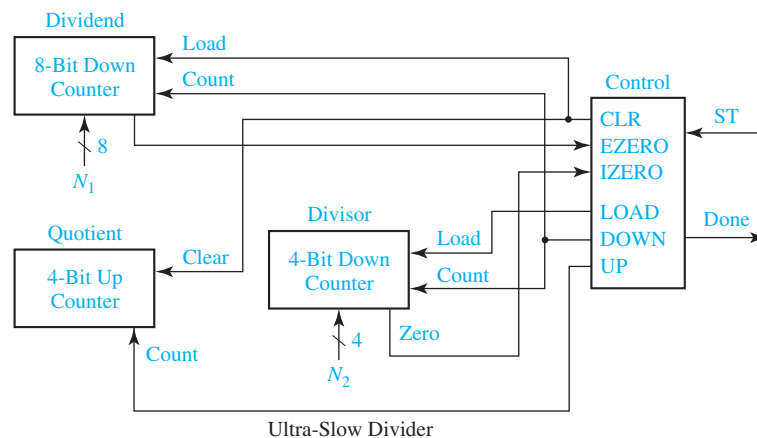 Dividend
8-Bit Down
Counter
Load
Count
8
N1
Control
CLR
EZERO
IZERO
LOAD
DOWN
UP
ST
Done
Quotient
4-Bit Up
Counter
Clear
Count
Divisor
4-Bit Down
Counter
Load
Count
Zero
4
N2
Ultra-Slow Divider